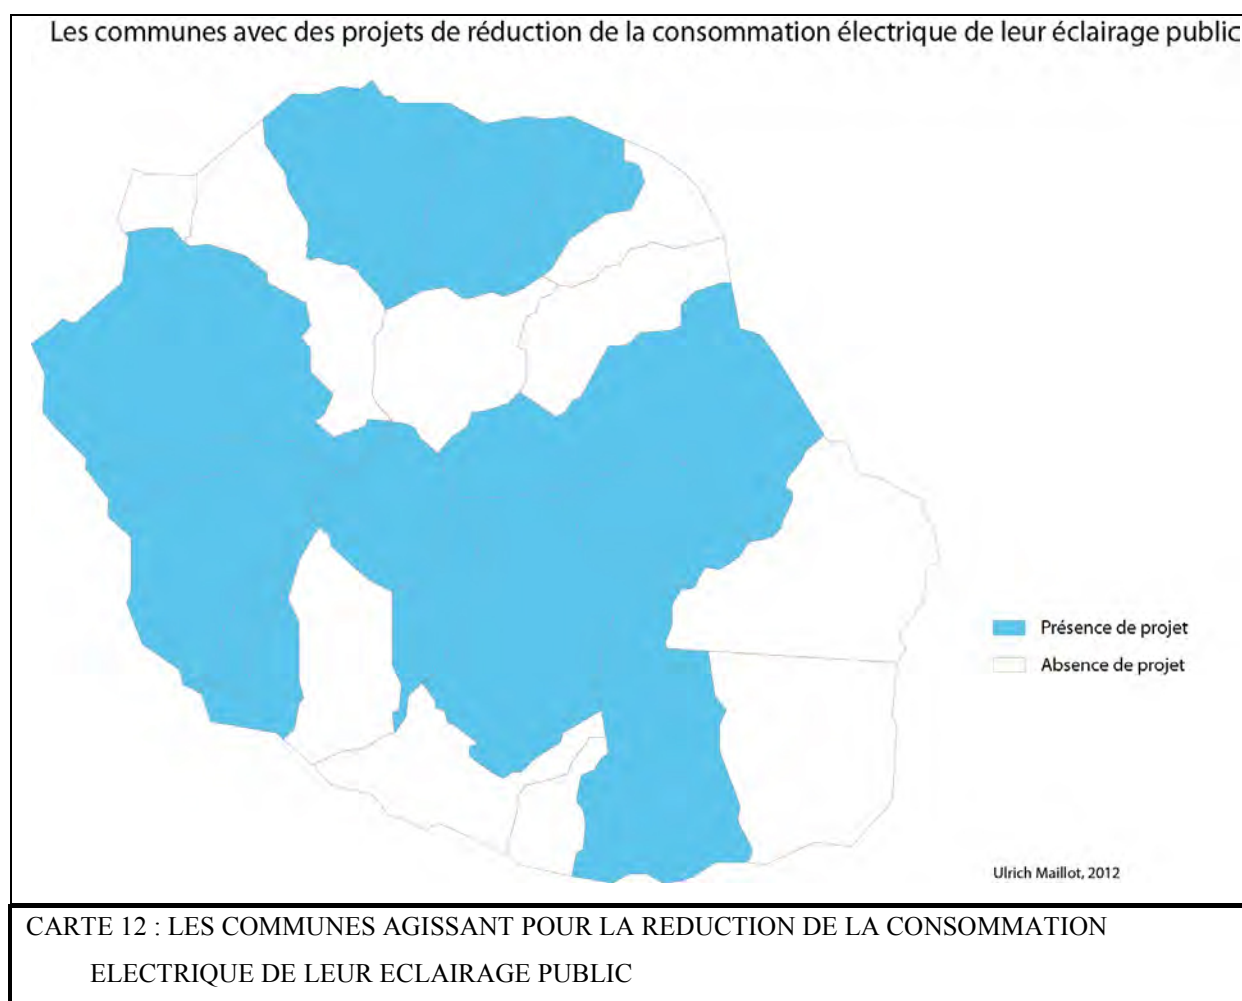 Les communes avec des projets de réduction de la consommation électrique de leur éclairage public
Présence de projet
Absence de projet
Ulrich Maillot, 2012
CARTE 12 : LES COMMUNES AGISSANT POUR LA REDUCTION DE LA CONSOMMATION
ELECTRIQUE DE LEUR ECLAIRAGE PUBLIC